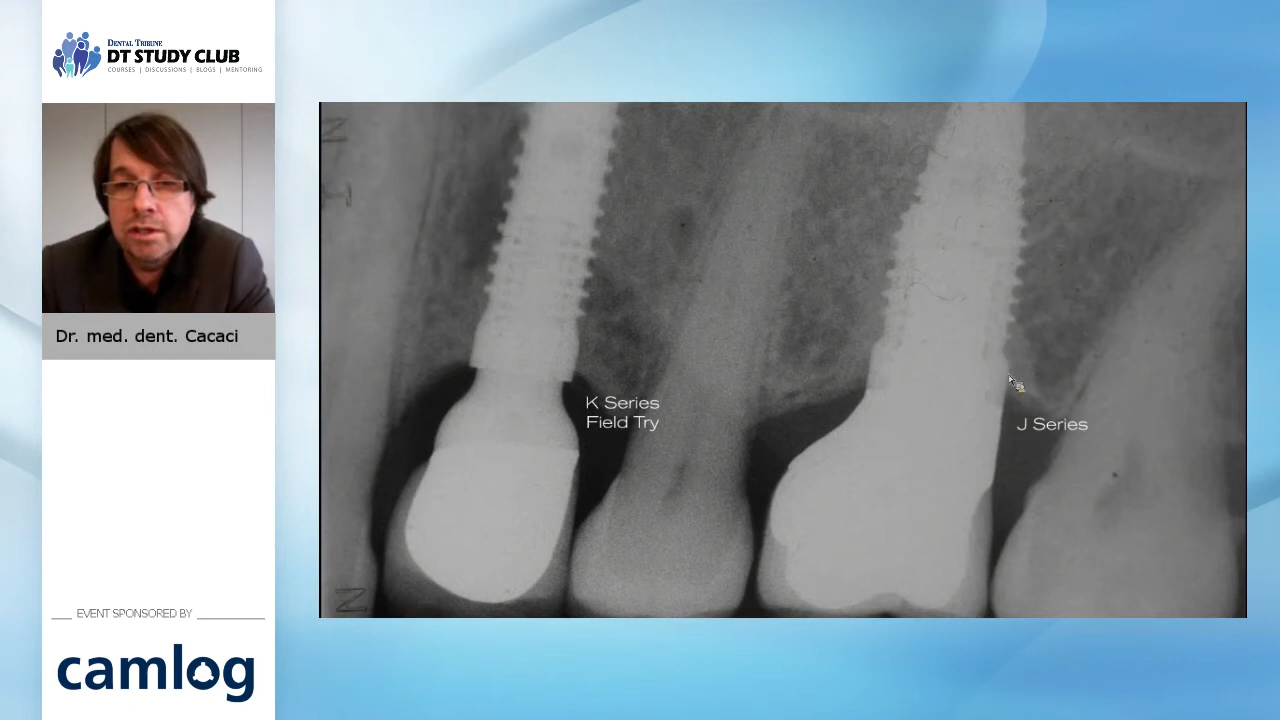 DENTAL TRIBUNE
DT STUDY CLUB
COURSES | DISCUSSIONS | BLOGS | MENTORING
Dr. med. dent. Cacaci
K Series
Field Try
J Series
N
EVENT SPONSORED BY
camlog